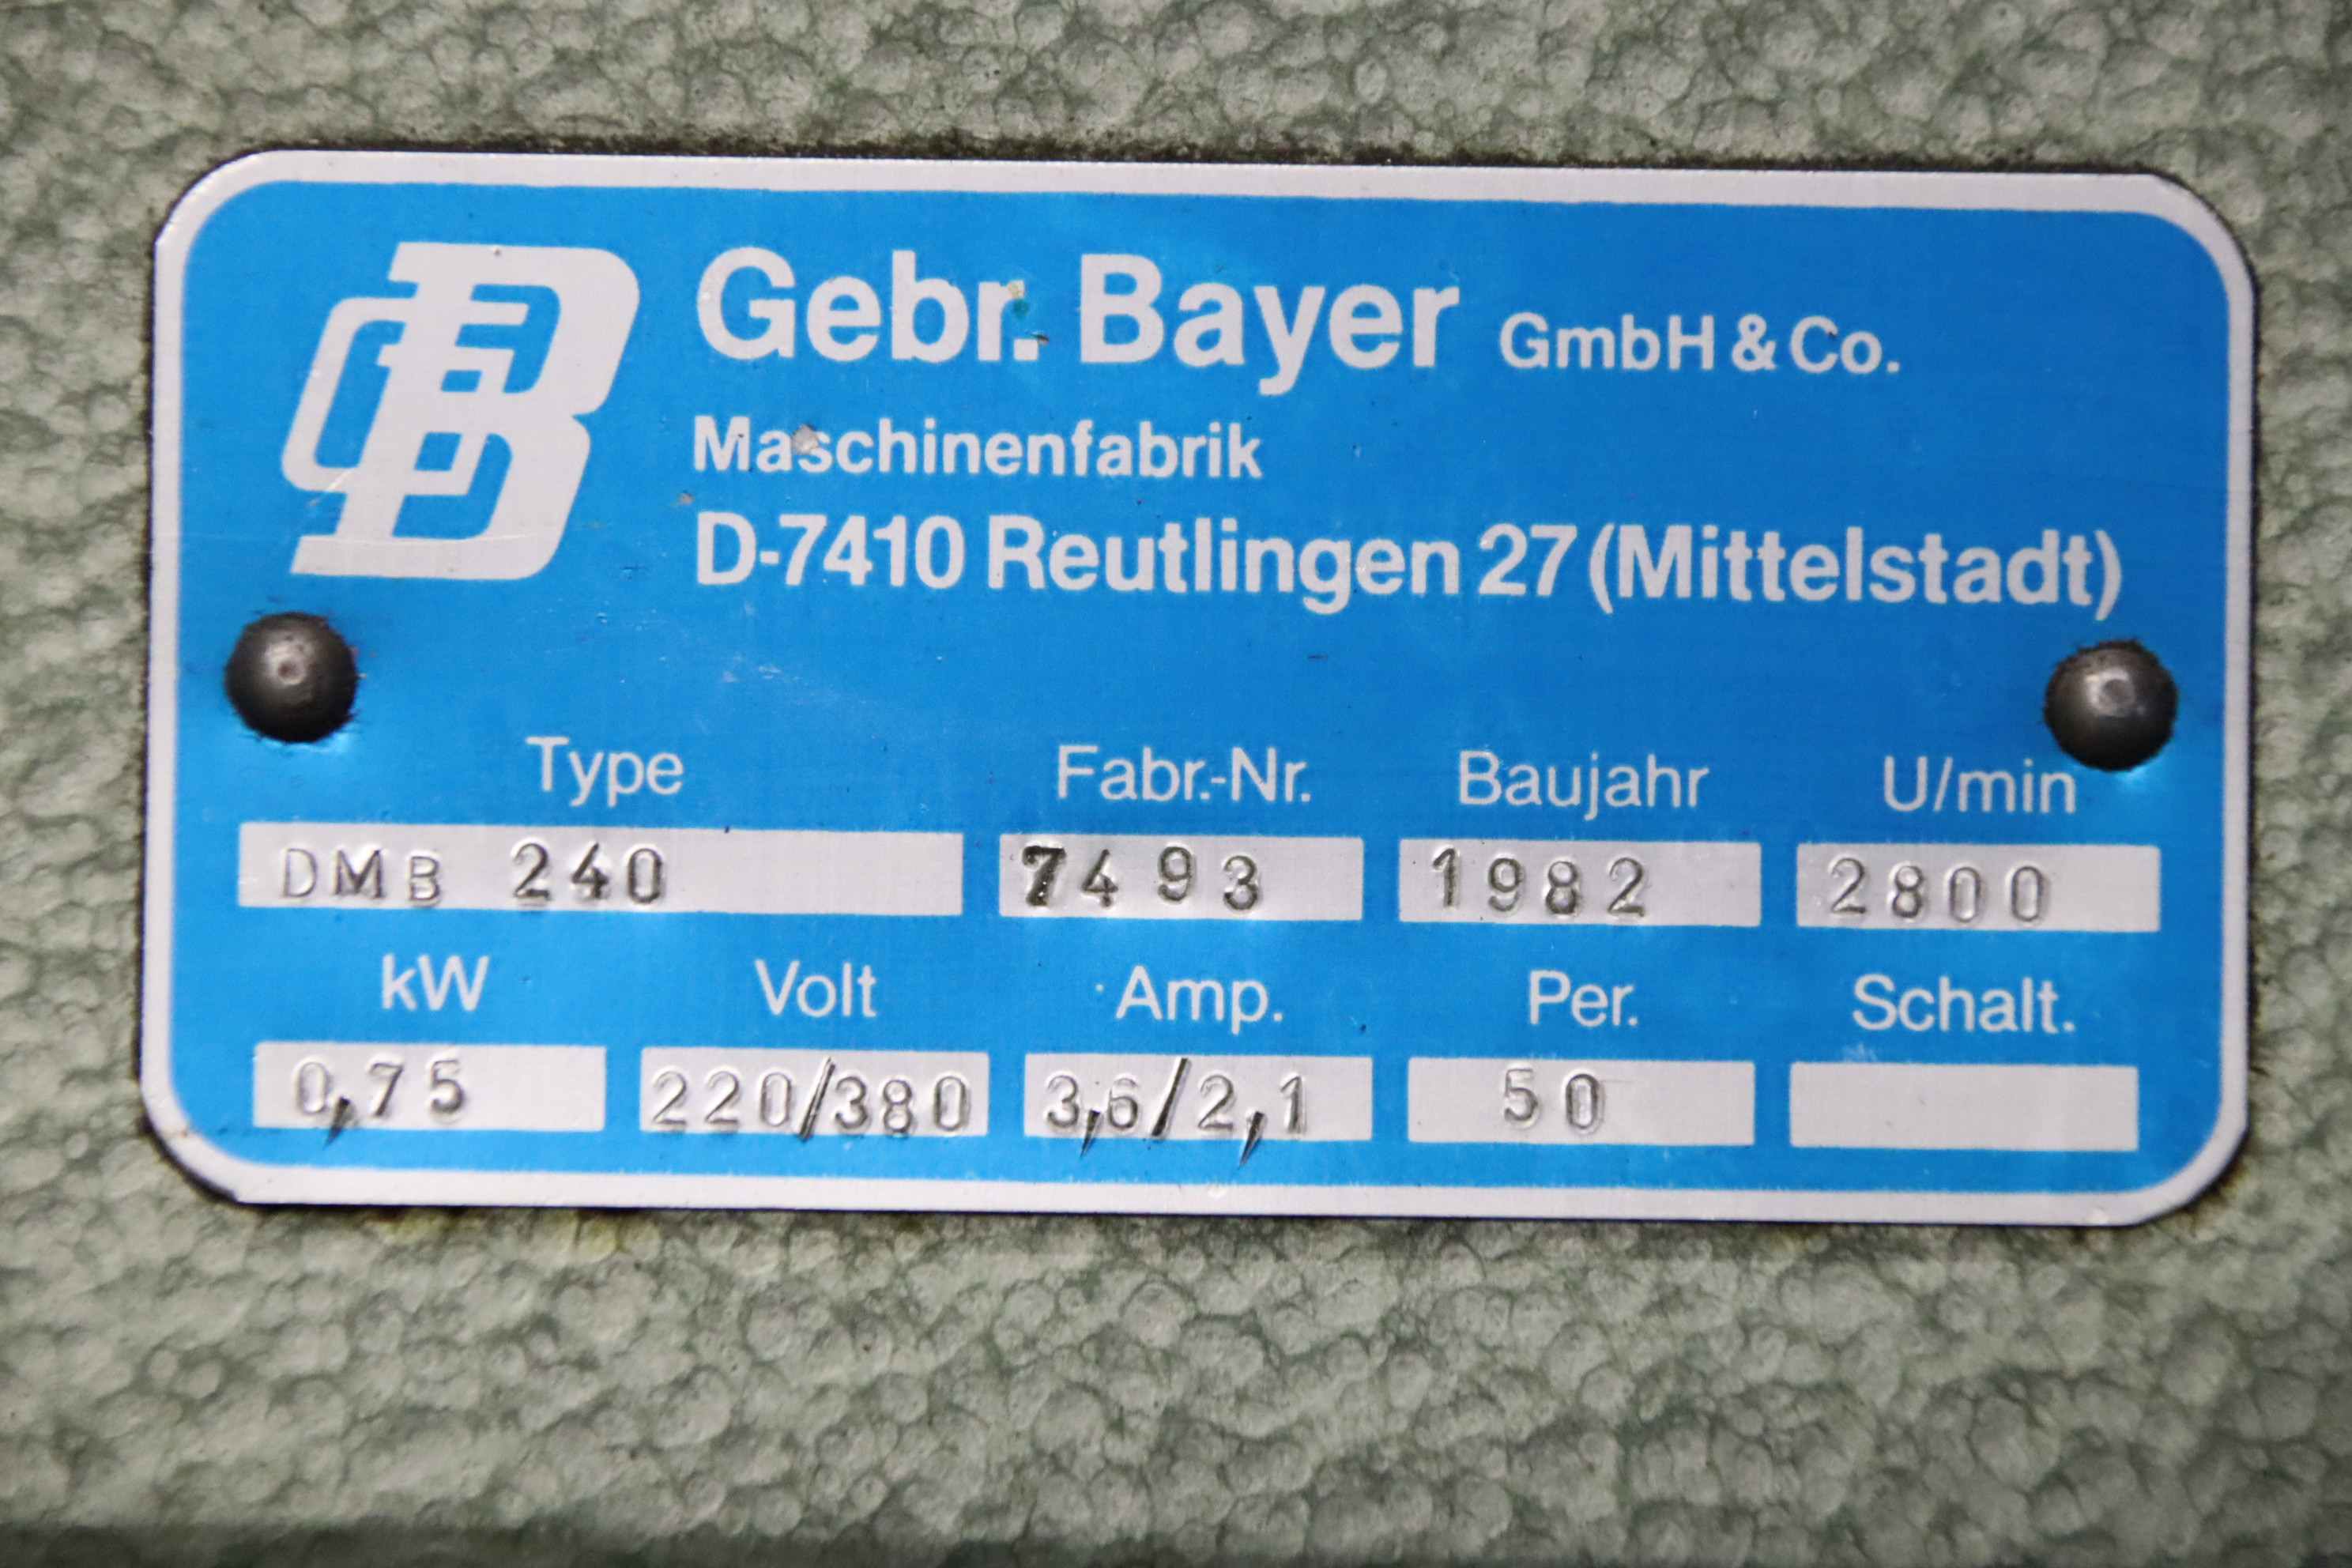 GB
Gebr. Bayer GmbH & Co.
Maschinenfabrik
D-7410 Reutlingen 27 (Mittelstadt)
Type Fabr.-Nr. Baujahr U/min
DMB 240 7493 1982 2800
kW Volt Amp. Per. Schalt.
0,75 220/380 3,6/2,1 50